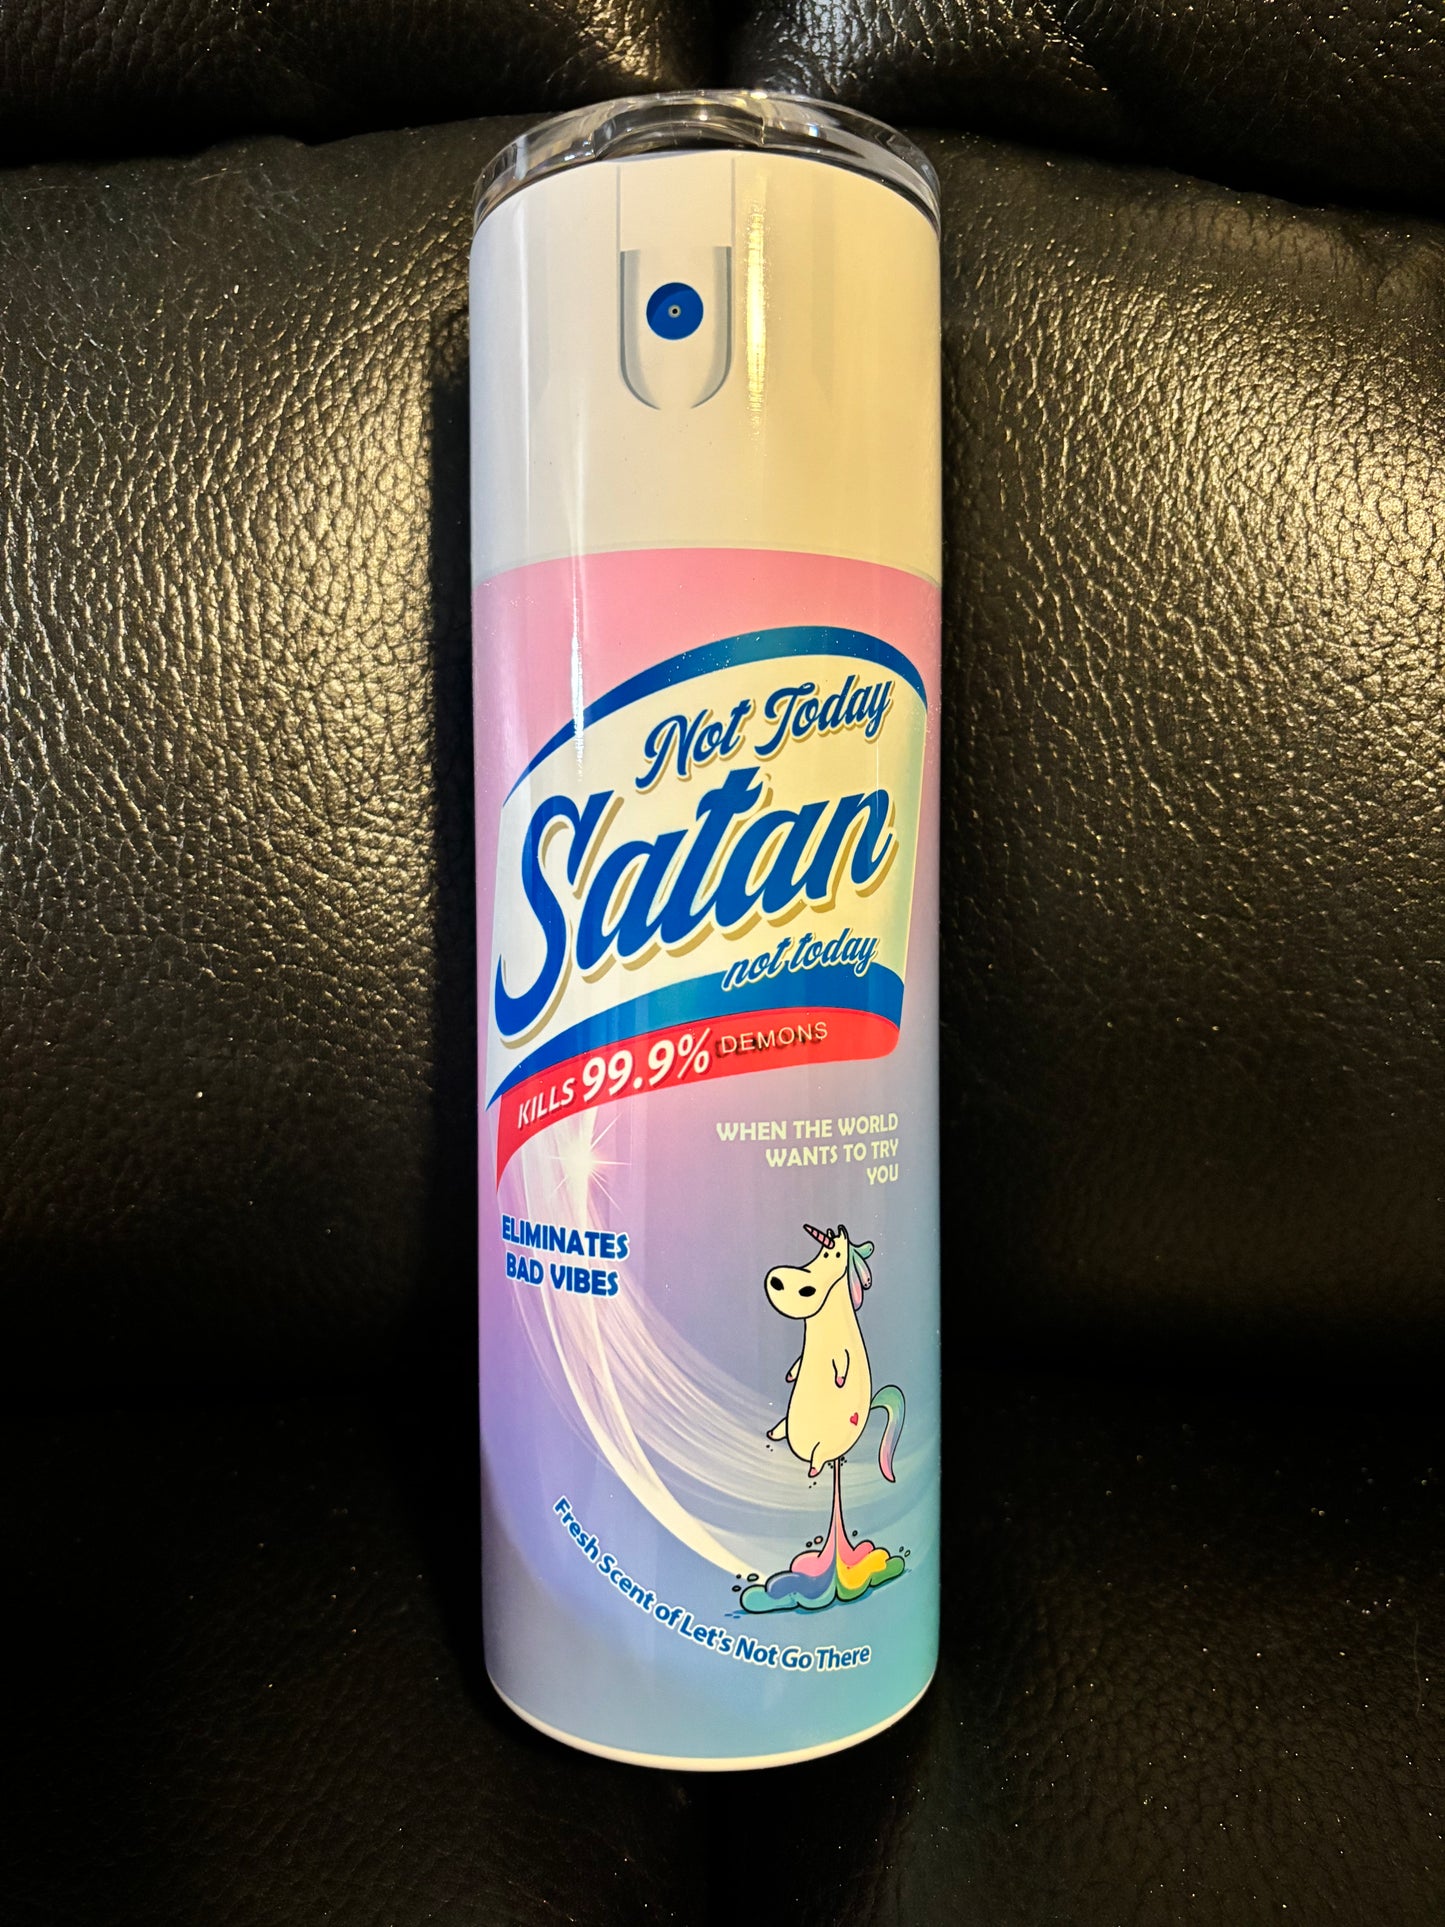 Not Today
Satan
not today
KILLS 99.9% DEMONS
WHEN THE WORLD
WANTS TO TRY
YOU
ELIMINATES
BAD VIBES
Fresh Scent of Let's Not Go There